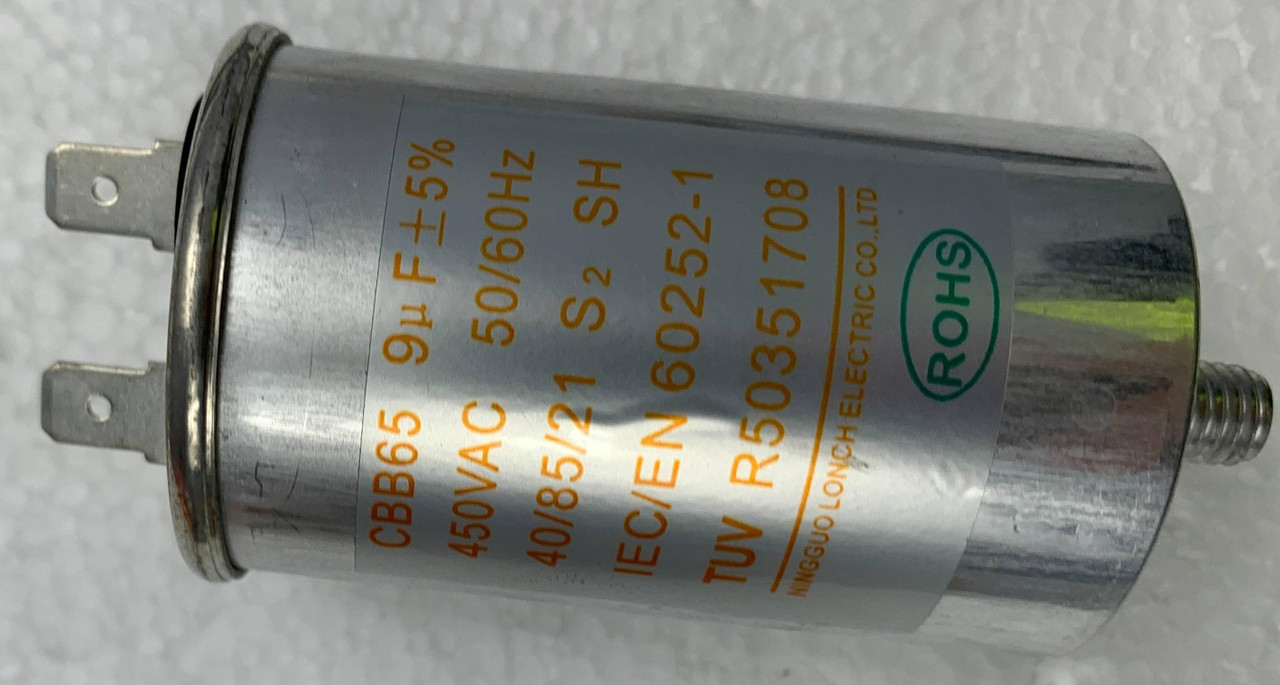 CBB65 9μF±5%
450VAC 50/60Hz
40/85/21 S₂ SH
IEC/EN 60252-1
TUV R50351708
NINGGUO LONCH ELECTRIC CO.,LTD
ROHS